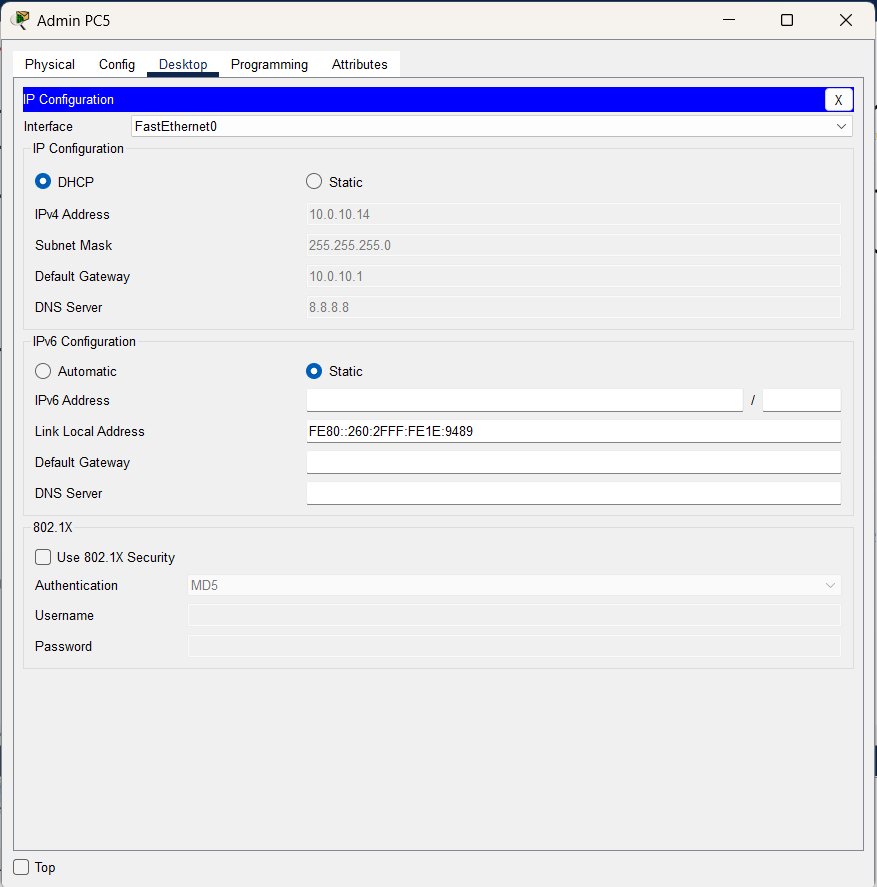 Admin PC5
Physical Config Desktop Programming Attributes
IP Configuration X
Interface FastEthernet0
IP Configuration
DHCP Static
IPv4 Address 10.0.10.14
Subnet Mask 255.255.255.0
Default Gateway 10.0.10.1
DNS Server 8.8.8.8
IPv6 Configuration
Automatic Static
IPv6 Address /
Link Local Address FE80::260:2FFF:FE1E:9489
Default Gateway
DNS Server
802.1X
Use 802.1X Security
Authentication MD5
Username
Password
Top